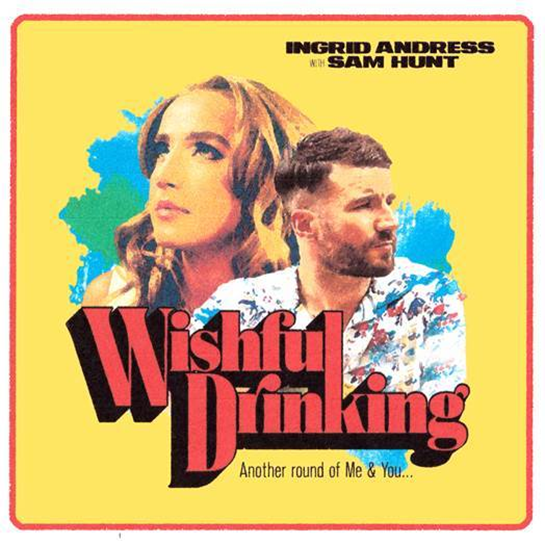 INGRID ANDRESS
WITH SAM HUNT
Wishful
Drinking
Another round of Me & You...